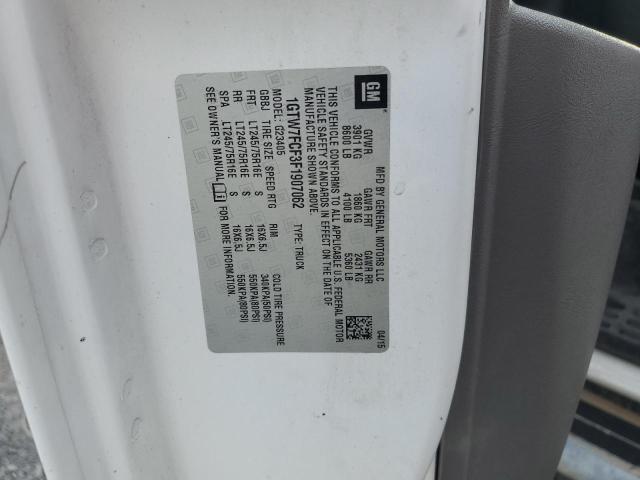 GM
MFD BY GENERAL MOTORS LLC
04/15
GVWR GAWR FRT GAWR RR
3901 KG 1860 KG 2431 KG
8600 LB 4100 LB 5360 LB
THIS VEHICLE CONFORMS TO ALL APPLICABLE U.S. FEDERAL MOTOR
VEHICLE SAFETY STANDARDS IN EFFECT ON THE DATE OF
MANUFACTURE SHOWN ABOVE.
1GTW7FCF3F1907062 TYPE: TRUCK
MODEL: G23405
GBBJ TIRE SIZE SPEED RTG RIM COLD TIRE PRESSURE
FRT LT245/75R16E S 16X6.5J 340KPA(50PSI)
RR LT245/75R16E S 16X6.5J 550KPA(80PSI)
SPA LT245/75R16E S 16X6.5J 550KPA(80PSI)
SEE OWNER'S MANUAL FOR MORE INFORMATION.